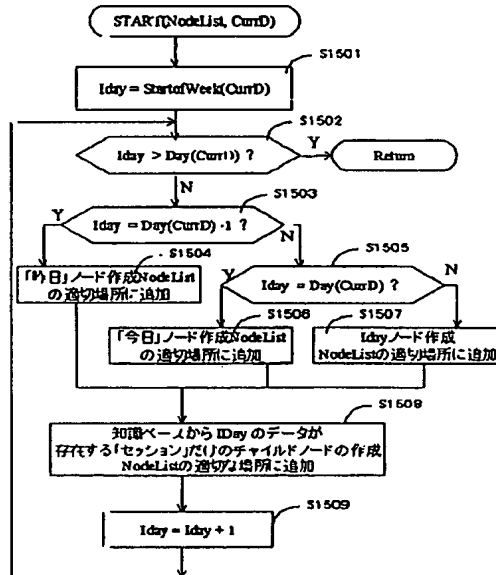 START(NodeList, CurrD)
S1501
Iday = StartofWeek(CurrD)
S1502
Iday > Day(CurrD) ?
Y
Return
N
S1503
Y
Iday = Day(CurrD) -1 ?
N
S1504
「昨日」ノード作成NodeList
の適切場所に追加
S1505
Y
Iday = Day(CurrD) ?
N
S1506
「今日」ノード作成NodeList
の適切場所に追加
S1507
Idayノード作成
NodeListの適切場所に追加
S1508
知識ベースから IDay のデータが
存在する「セッション」だけのチャイルドノードの作成
NodeListの適切な場所に追加
S1509
Iday = Iday + 1